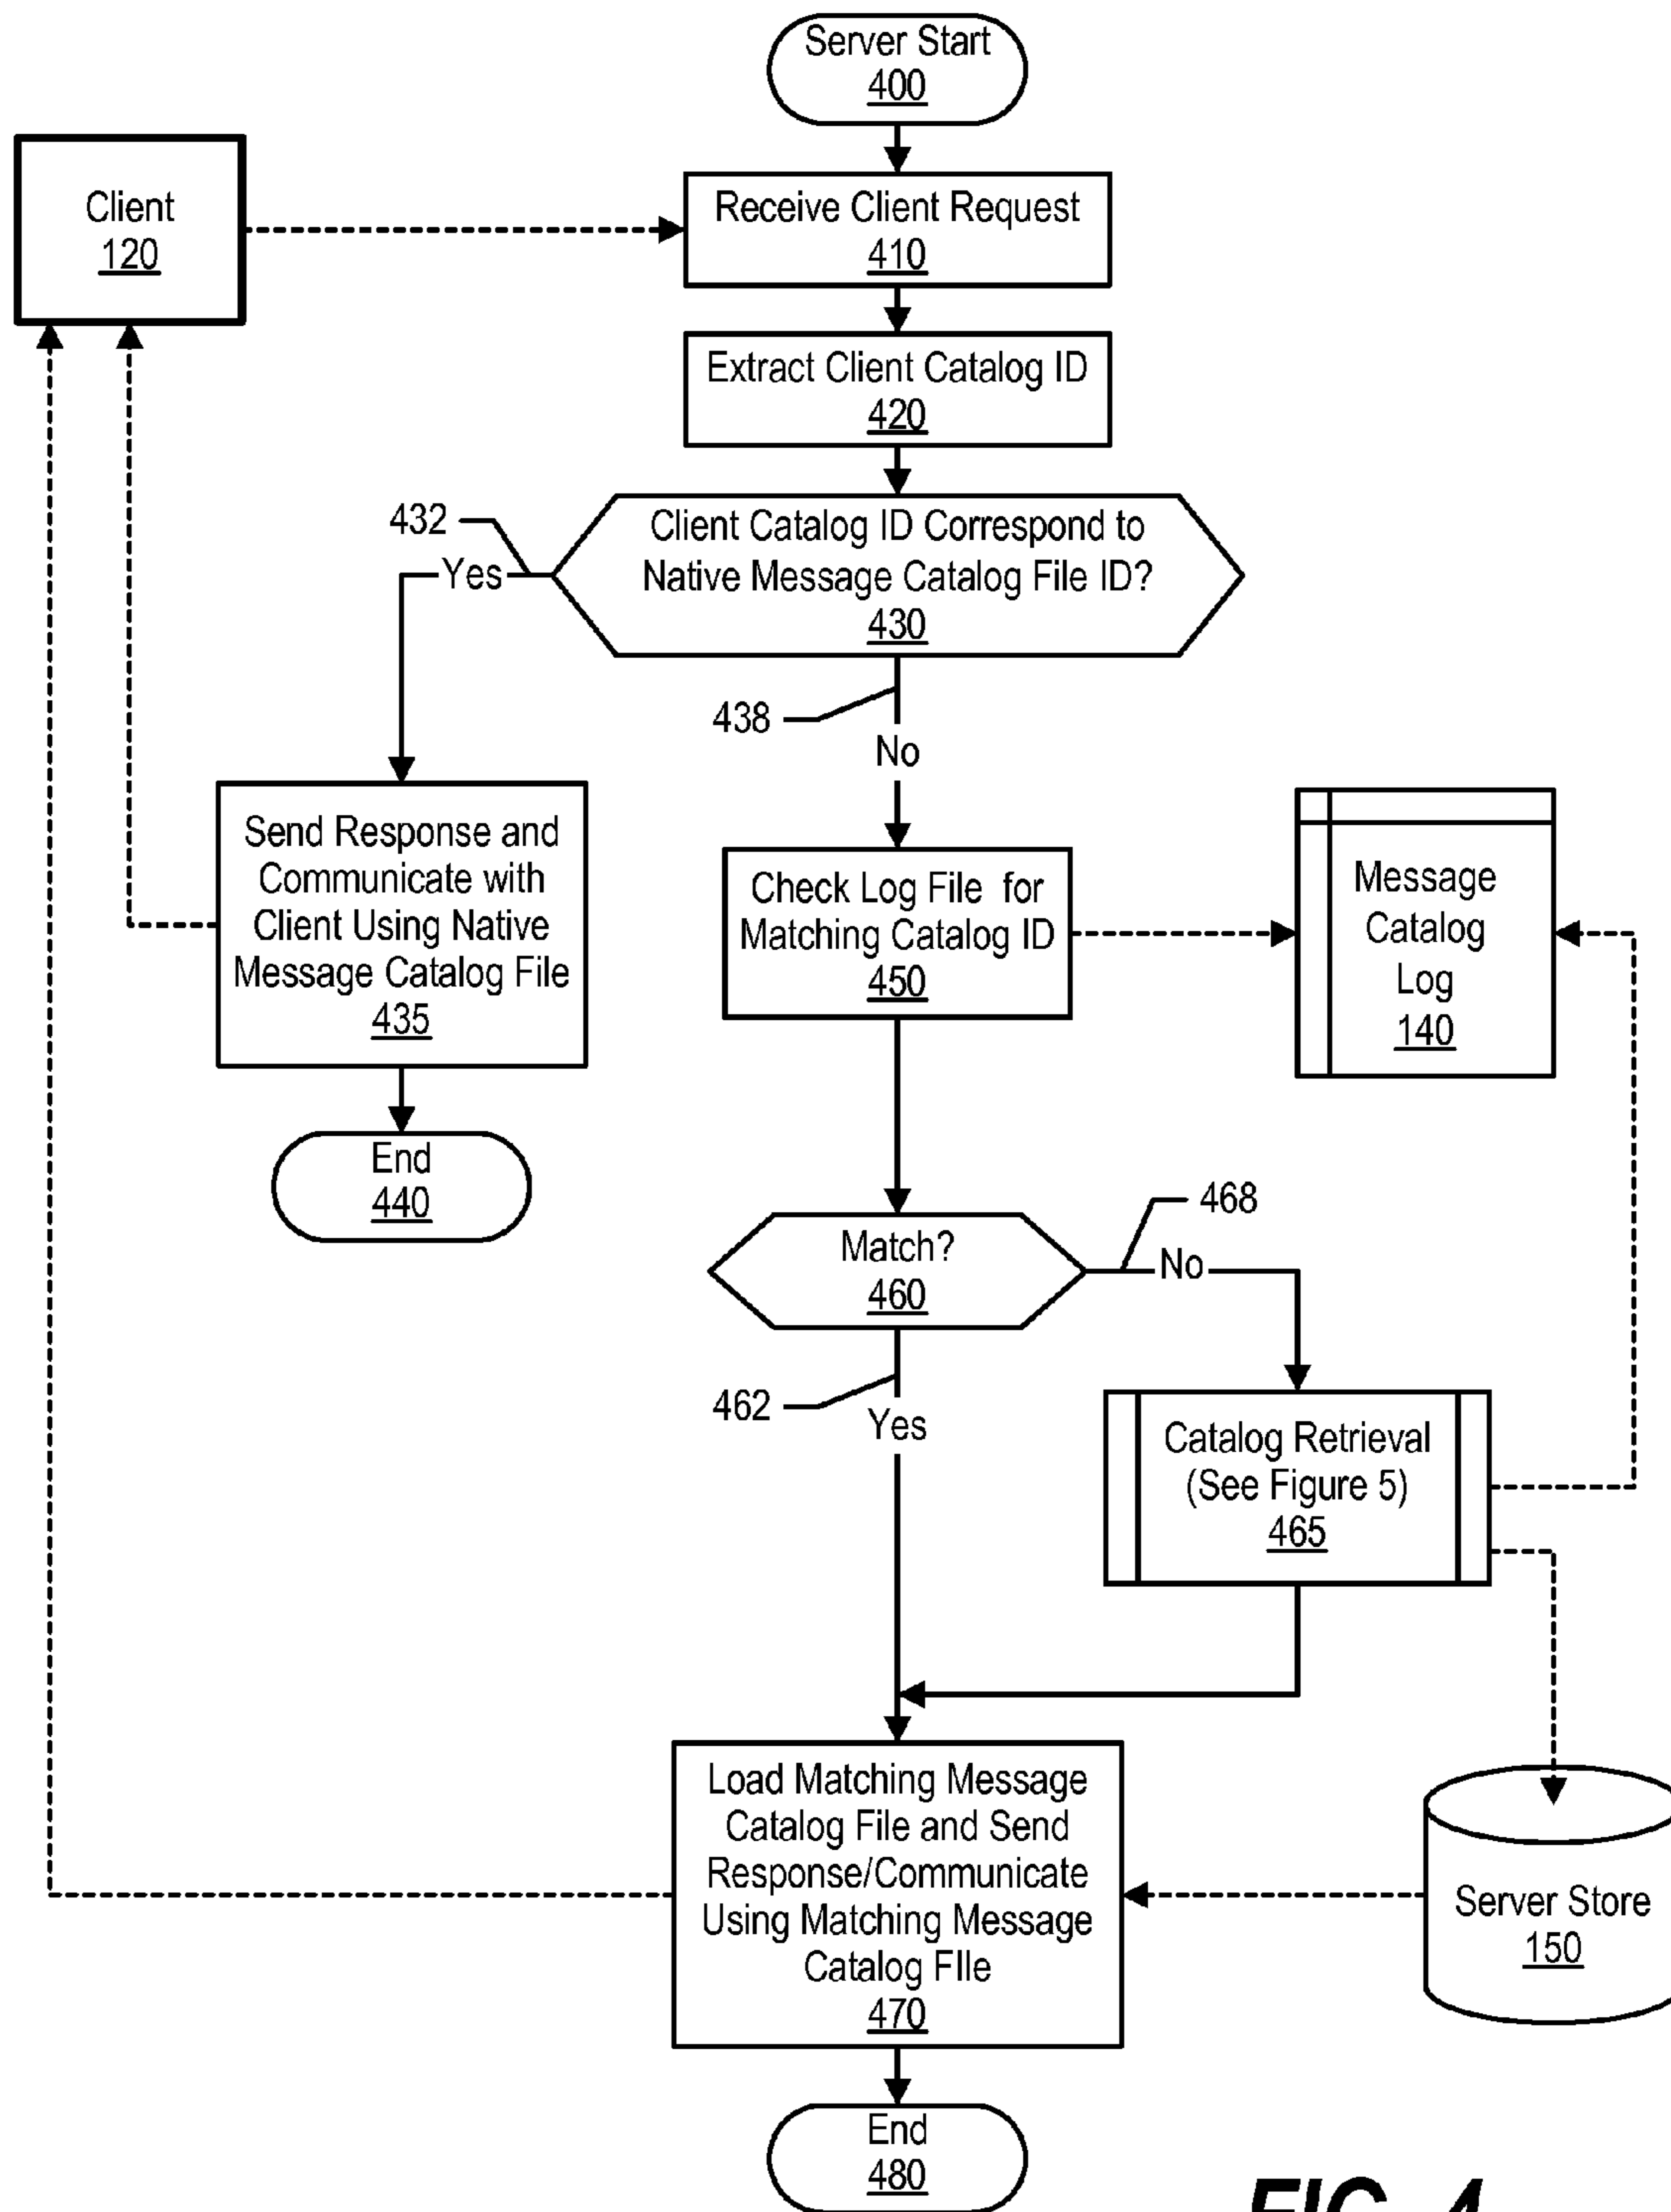 Server Start
400
Client
120
Receive Client Request
410
Extract Client Catalog ID
420
432
Yes
Client Catalog ID Correspond to
Native Message Catalog File ID?
430
438
No
Send Response and
Communicate with
Client Using Native
Message Catalog File
435
Check Log File for
Matching Catalog ID
450
Message
Catalog
Log
140
End
440
Match?
460
468
No
462
Yes
Catalog Retrieval
(See Figure 5)
465
Load Matching Message
Catalog File and Send
Response/Communicate
Using Matching Message
Catalog FIle
470
Server Store
150
End
480
FIG. 4